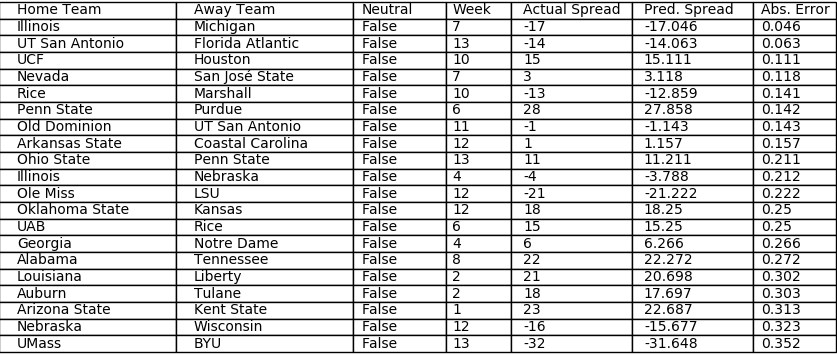 Home Team Away Team Neutral Week Actual Spread Pred. Spread Abs. Error
Illinois Michigan False 7 -17 -17.046 0.046
UT San Antonio Florida Atlantic False 13 -14 -14.063 0.063
UCF Houston False 10 15 15.111 0.111
Nevada San José State False 7 3 3.118 0.118
Rice Marshall False 10 -13 -12.859 0.141
Penn State Purdue False 6 28 27.858 0.142
Old Dominion UT San Antonio False 11 -1 -1.143 0.143
Arkansas State Coastal Carolina False 12 1 1.157 0.157
Ohio State Penn State False 13 11 11.211 0.211
Illinois Nebraska False 4 -4 -3.788 0.212
Ole Miss LSU False 12 -21 -21.222 0.222
Oklahoma State Kansas False 12 18 18.25 0.25
UAB Rice False 6 15 15.25 0.25
Georgia Notre Dame False 4 6 6.266 0.266
Alabama Tennessee False 8 22 22.272 0.272
Louisiana Liberty False 2 21 20.698 0.302
Auburn Tulane False 2 18 17.697 0.303
Arizona State Kent State False 1 23 22.687 0.313
Nebraska Wisconsin False 12 -16 -15.677 0.323
UMass BYU False 13 -32 -31.648 0.352